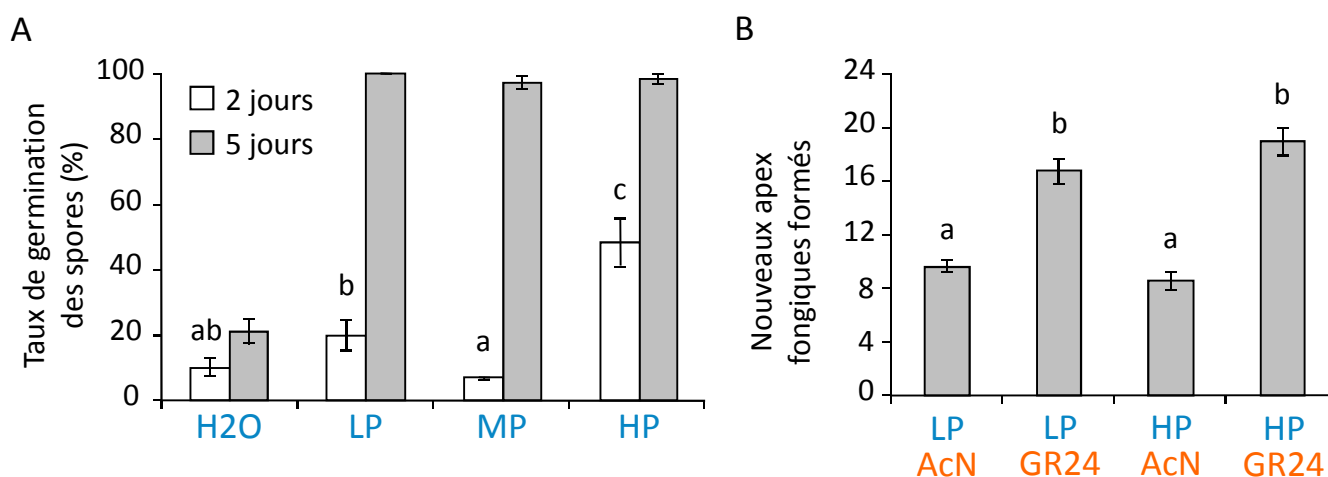 A
Taux de germination
des spores (%)
100
80
60
40
20
0
2 jours
5 jours
ab
b
a
c
H2O
LP
MP
HP
B
Nouveaux apex
fongiques formés
24
20
16
12
8
4
0
a
b
a
b
LP
AcN
LP
GR24
HP
AcN
HP
GR24